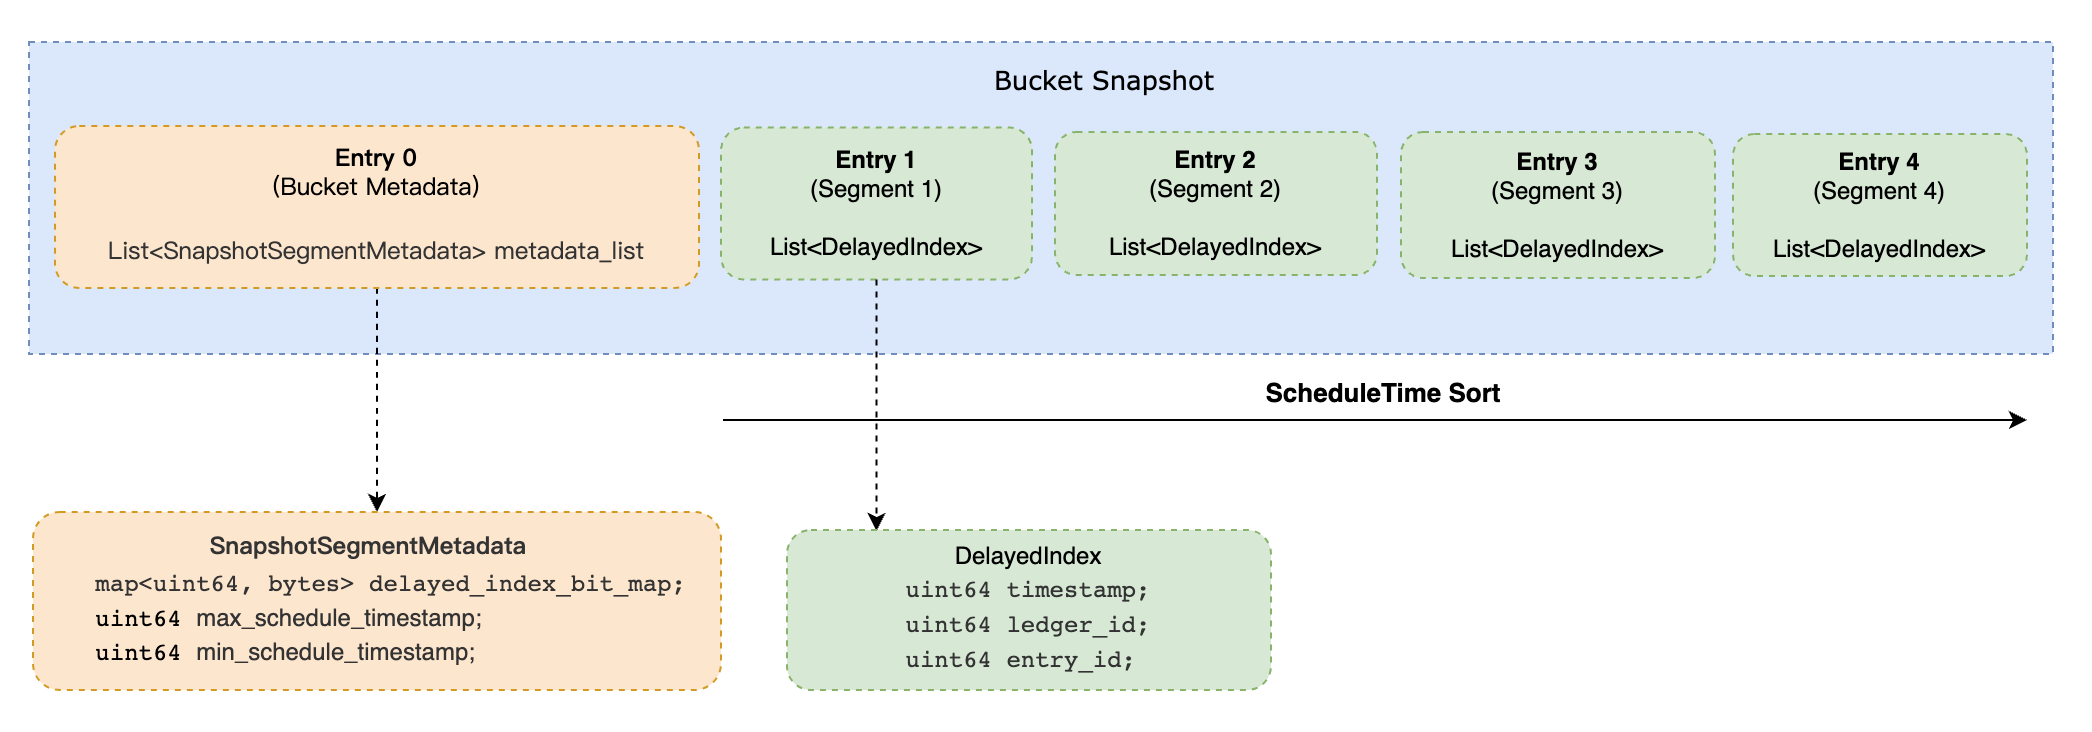 Bucket Snapshot
Entry 0
(Bucket Metadata)
List<SnapshotSegmentMetadata> metadata_list
Entry 1
(Segment 1)
List<DelayedIndex>
Entry 2
(Segment 2)
List<DelayedIndex>
Entry 3
(Segment 3)
List<DelayedIndex>
Entry 4
(Segment 4)
List<DelayedIndex>
ScheduleTime Sort
SnapshotSegmentMetadata
map<uint64, bytes> delayed_index_bit_map;
uint64 max_schedule_timestamp;
uint64 min_schedule_timestamp;
DelayedIndex
uint64 timestamp;
uint64 ledger_id;
uint64 entry_id;